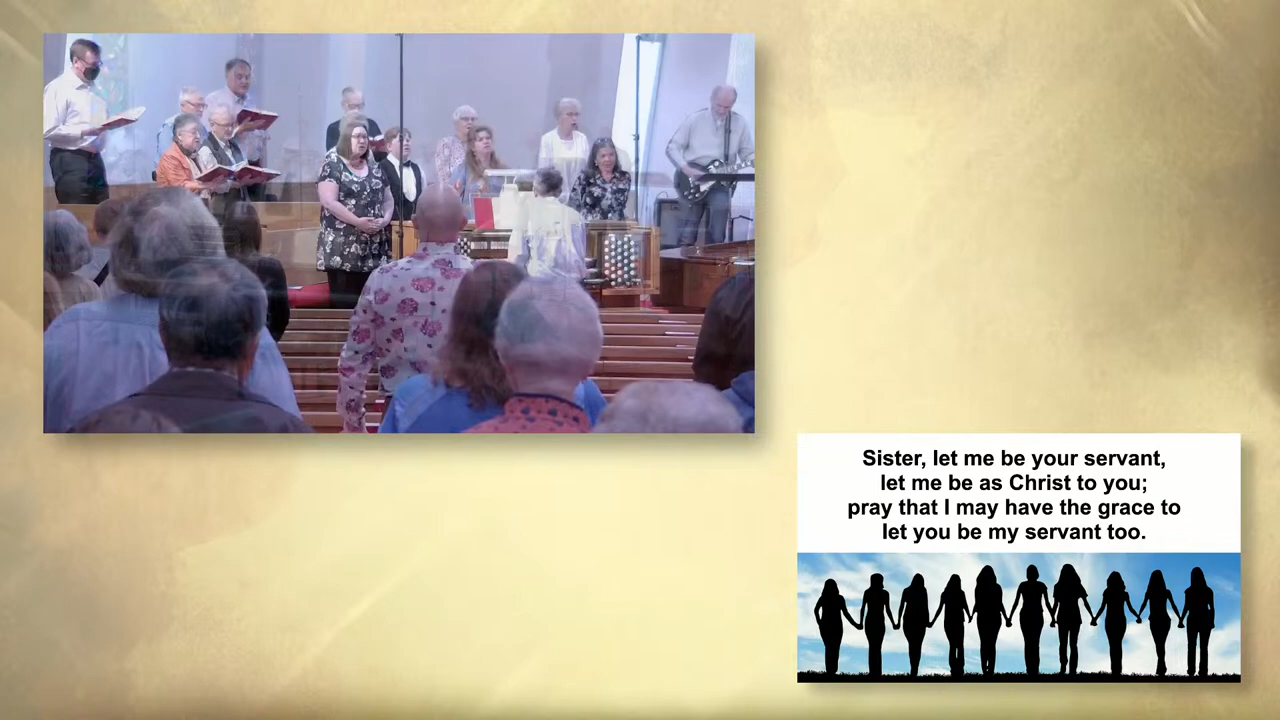 Sister, let me be your servant,
let me be as Christ to you;
pray that I may have the grace to
let you be my servant too.